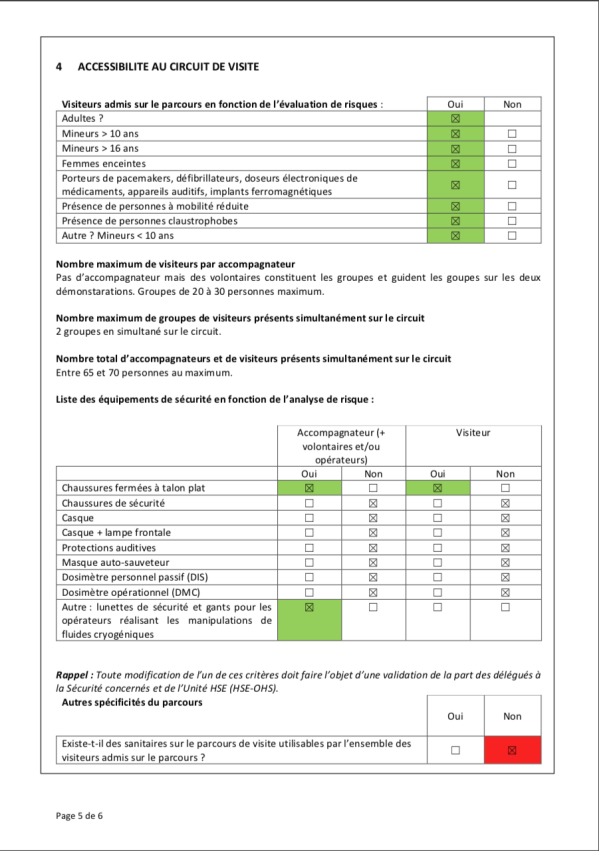 4 ACCESSIBILITE AU CIRCUIT DE VISITE
Visiteurs admis sur le parcours en fonction de l’évaluation de risques : Oui Non
Adultes ? ☒
Mineurs > 10 ans ☒ ☐
Mineurs > 16 ans ☒ ☐
Femmes enceintes ☒ ☐
Porteurs de pacemakers, défibrillateurs, doseurs électroniques de
médicaments, appareils auditifs, implants ferromagnétiques ☒ ☐
Présence de personnes à mobilité réduite ☒ ☐
Présence de personnes claustrophobes ☒ ☐
Autre ? Mineurs < 10 ans ☒ ☐
Nombre maximum de visiteurs par accompagnateur
Pas d’accompagnateur mais des volontaires constituent les groupes et guident les goupes sur les deux
démonstarations. Groupes de 20 à 30 personnes maximum.
Nombre maximum de groupes de visiteurs présents simultanément sur le circuit
2 groupes en simultané sur le circuit.
Nombre total d’accompagnateurs et de visiteurs présents simultanément sur le circuit
Entre 65 et 70 personnes au maximum.
Liste des équipements de sécurité en fonction de l’analyse de risque :
Accompagnateur (+ Visiteur
volontaires et/ou
opérateurs)
Oui Non Oui Non
Chaussures fermées à talon plat ☒ ☐ ☒ ☐
Chaussures de sécurité ☐ ☒ ☐ ☒
Casque ☐ ☒ ☐ ☒
Casque + lampe frontale ☐ ☒ ☐ ☒
Protections auditives ☐ ☒ ☐ ☒
Masque auto-sauveteur ☐ ☒ ☐ ☒
Dosimètre personnel passif (DIS) ☐ ☒ ☐ ☒
Dosimètre opérationnel (DMC) ☐ ☒ ☐ ☒
Autre : lunettes de sécurité et gants pour les ☒ ☐ ☐ ☐
opérateurs réalisant les manipulations de
fluides cryogéniques
Rappel : Toute modification de l’un de ces critères doit faire l’objet d’une validation de la part des délégués à
la Sécurité concernés et de l’Unité HSE (HSE-OHS).
Autres spécificités du parcours
Oui Non
Existe-t-il des sanitaires sur le parcours de visite utilisables par l’ensemble des
visiteurs admis sur le parcours ? ☐ ☒
Page 5 de 6